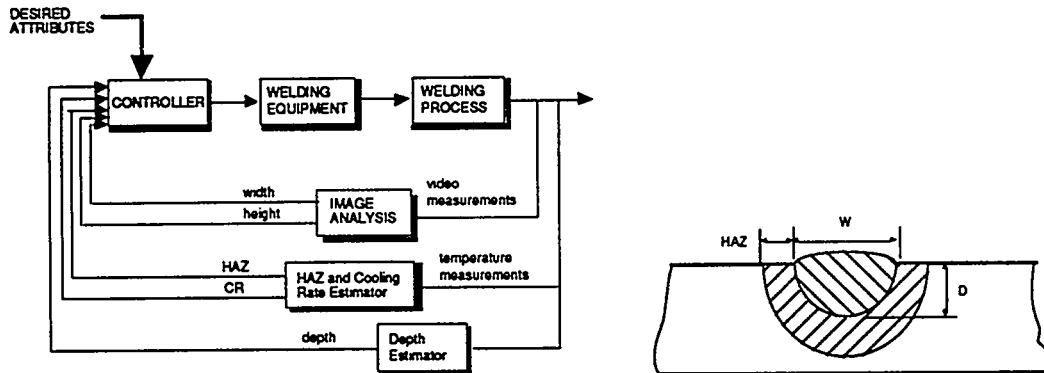 DESIRED
ATTRIBUTES
CONTROLLER
WELDING
EQUIPMENT
WELDING
PROCESS
width
height
IMAGE
ANALYSIS
video
measurements
HAZ
CR
HAZ and Cooling
Rate Estimator
temperature
measurements
depth
Depth
Estimator
HAZ
W
D